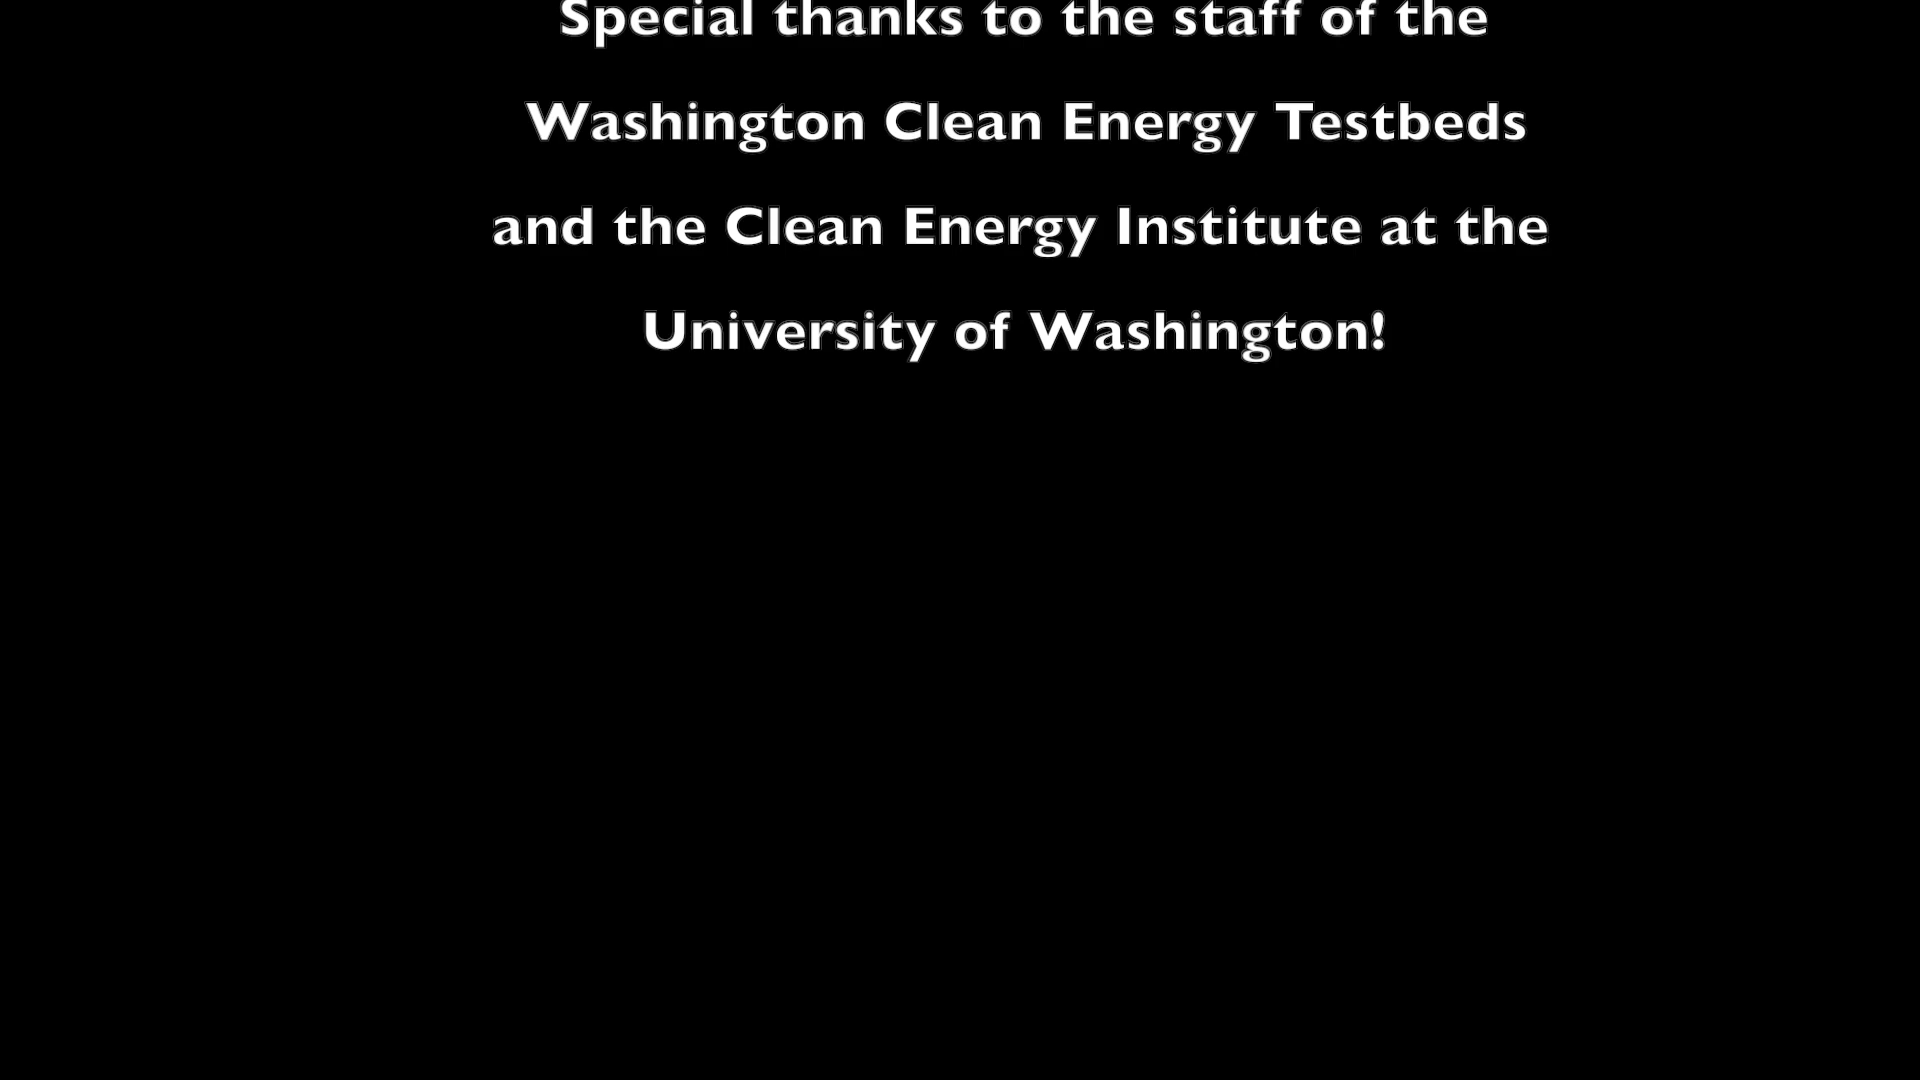 Special thanks to the staff of the
Washington Clean Energy Testbeds
and the Clean Energy Institute at the
University of Washington!